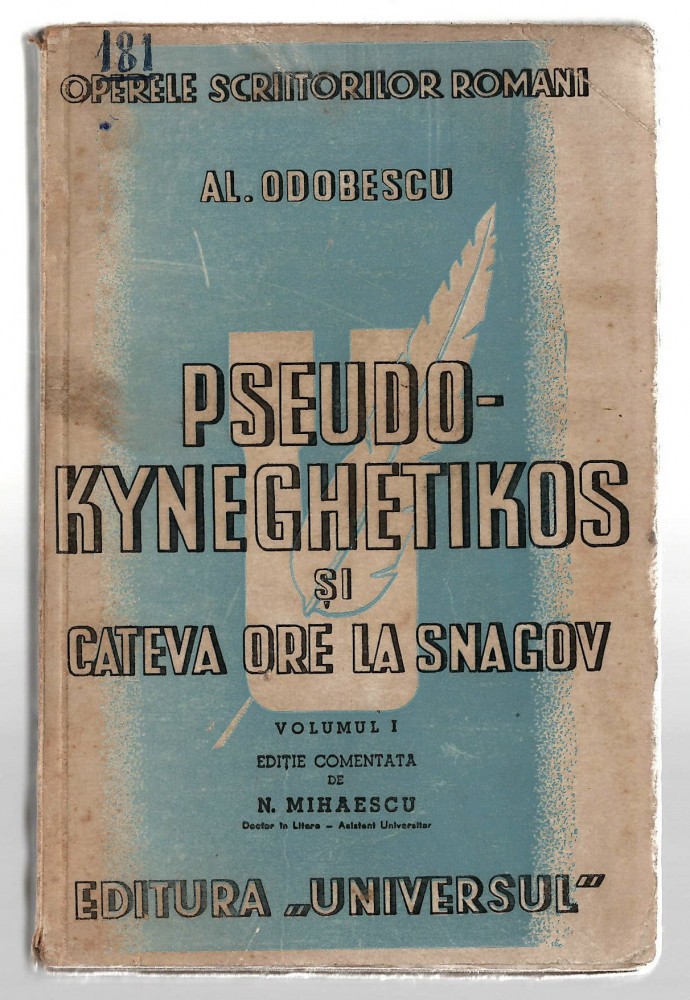 181
OPERELE SCRIITORILOR ROMANI
AL. ODOBESCU
PSEUDO-
KYNEGHETIKOS
ȘI
CATEVA ORE LA SNAGOV
VOLUMUL I
EDIȚIE COMENTATA
DE
N. MIHAESCU
Doctor în Litere – Asistent Universitar
EDITURA „UNIVERSUL"